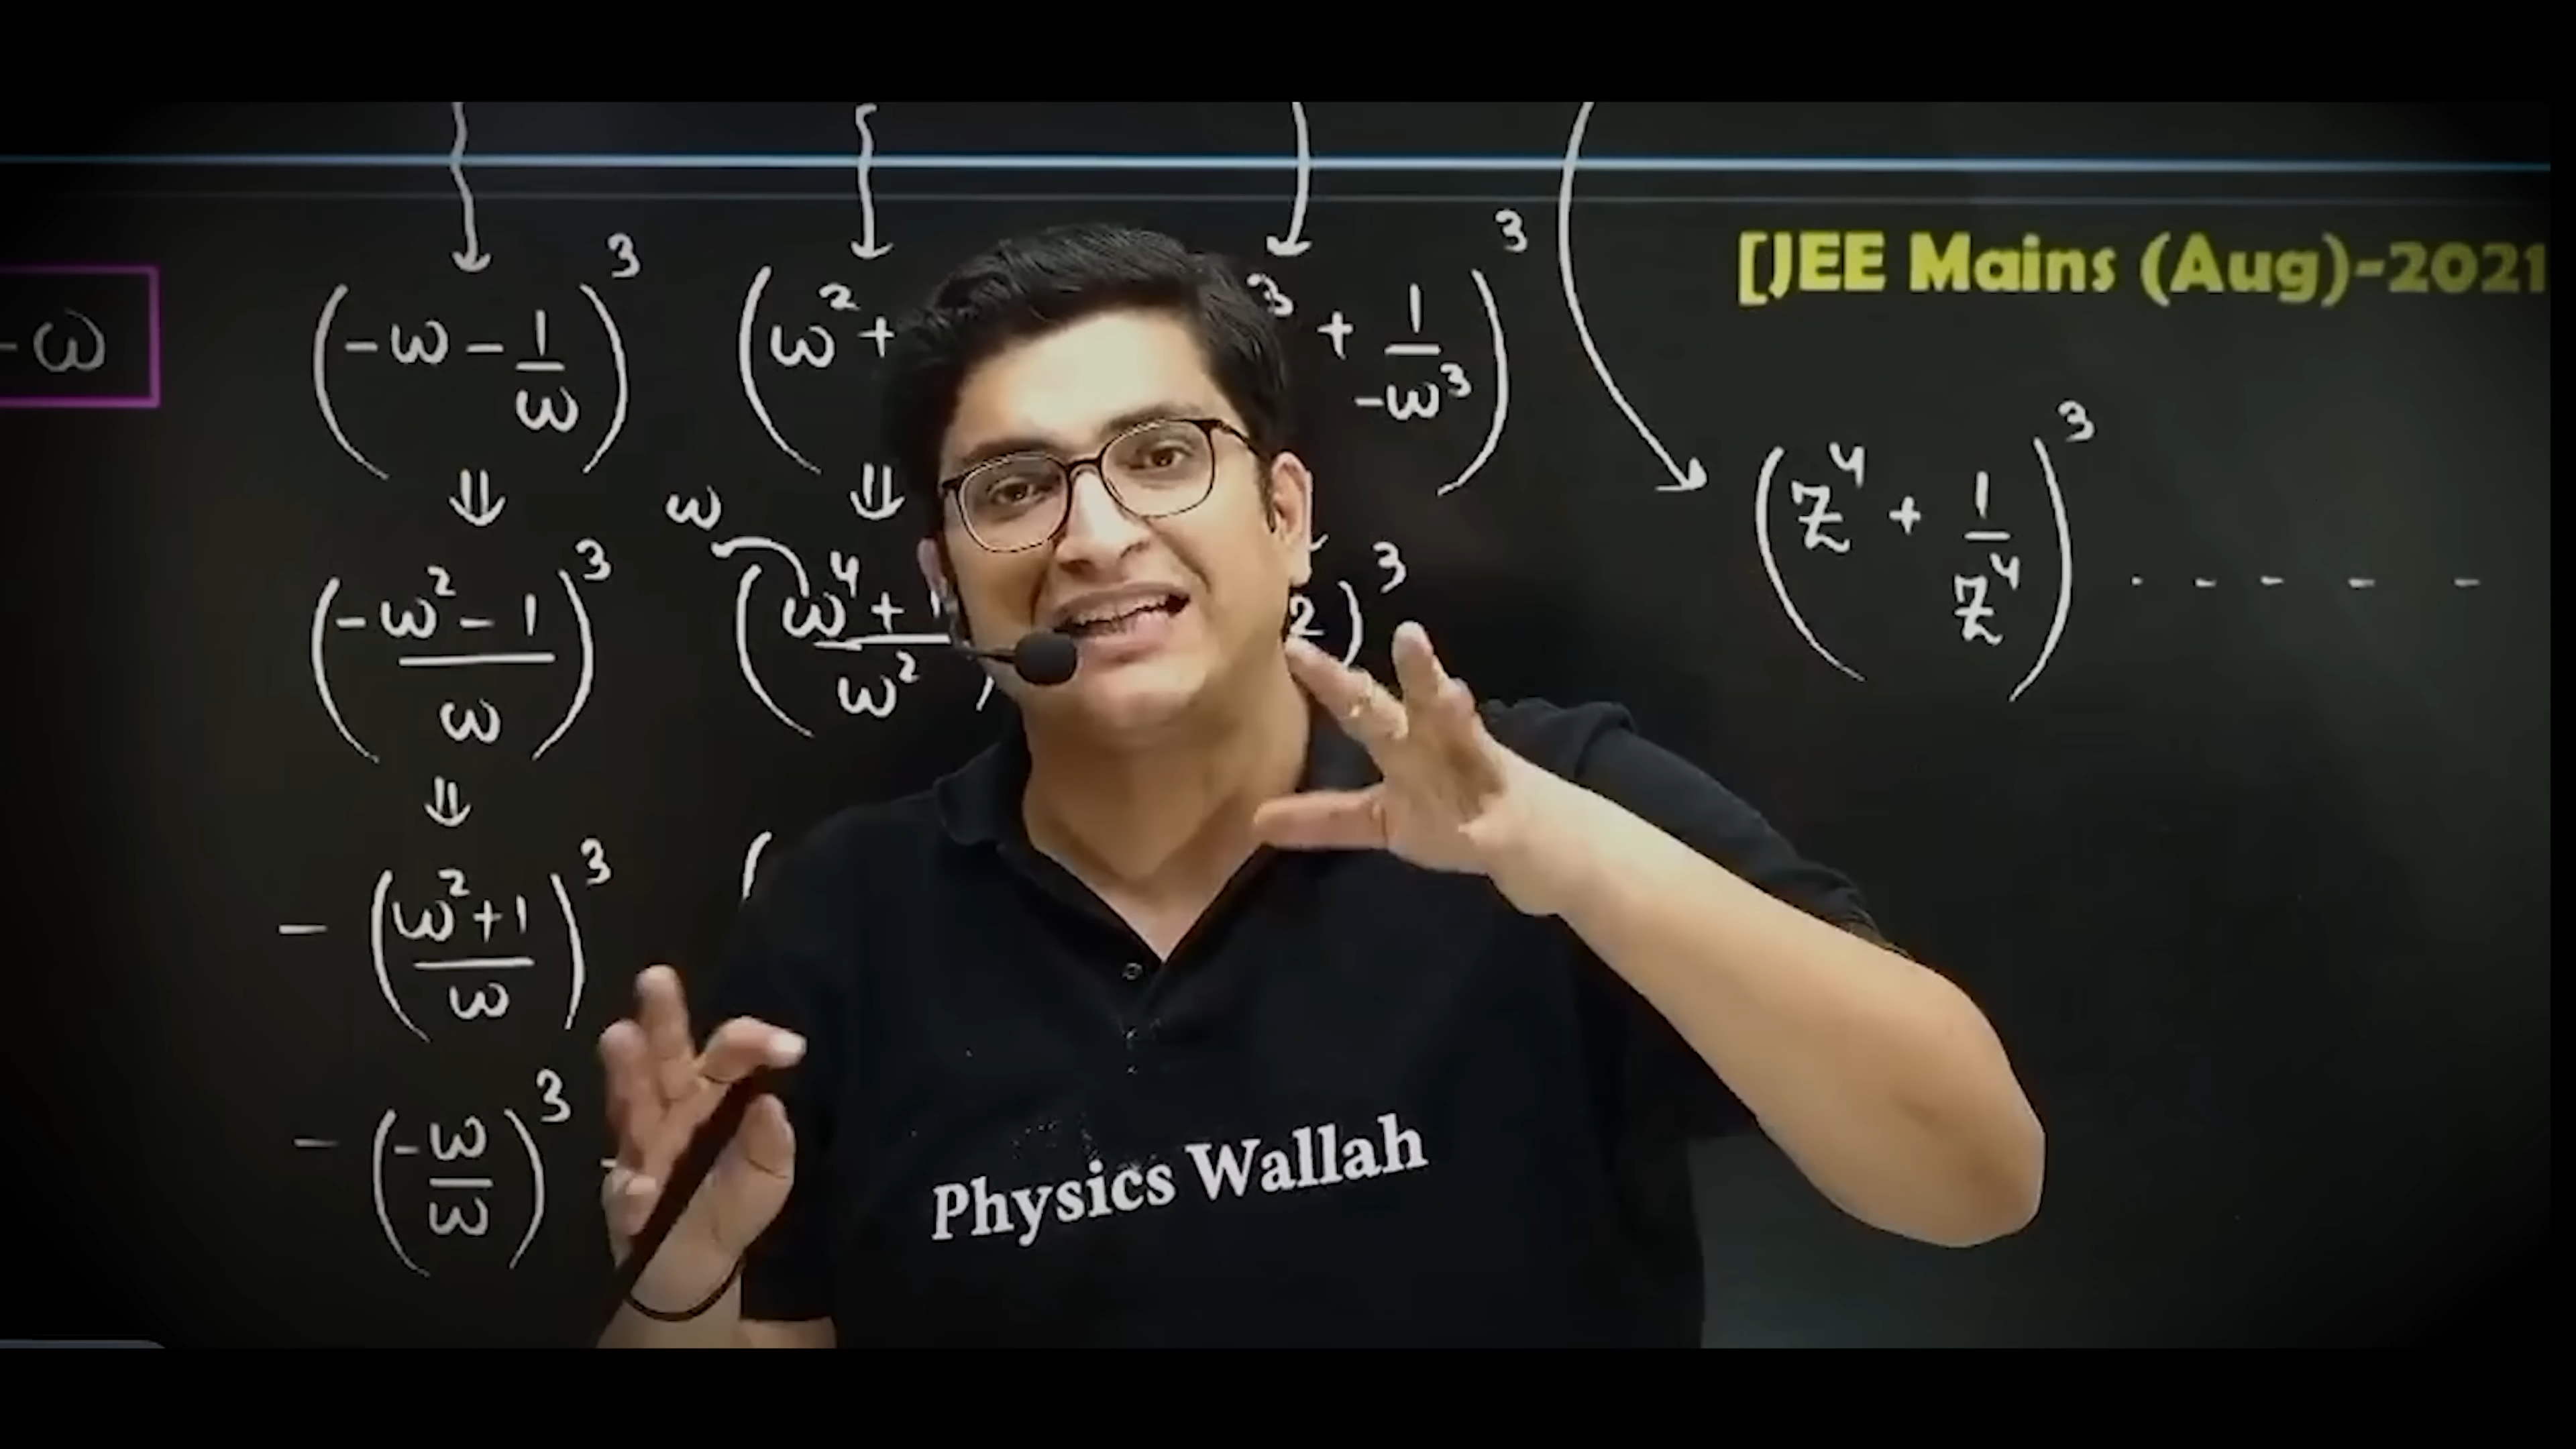 [JEE Mains (Aug)-2021
-ω
(-ω - 1/ω)³
(ω² +
³ + 1/-ω³)³
(z⁴ + 1/z⁴)³ . - - - -
(-ω² - 1/ω)³
ω
(ω⁴ + 1/ω²)
2)³
-(ω² + 1/ω)³
-(-ω/ω)³
Physics Wallah